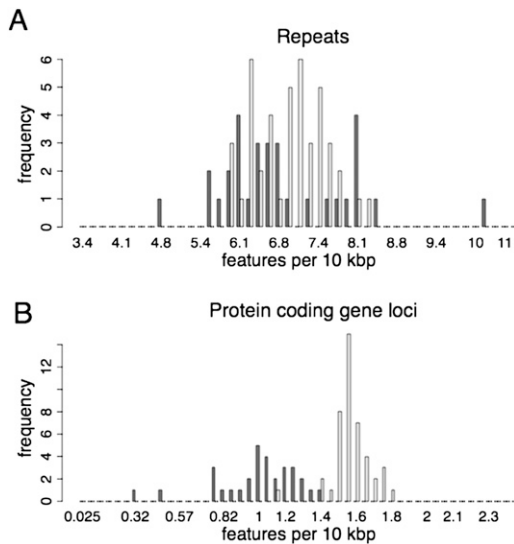 A
Repeats
frequency
6
5
4
3
2
1
0
3.4 4.1 4.8 5.4 6.1 6.8 7.4 8.1 8.8 9.4 10 11
features per 10 kbp
B
Protein coding gene loci
frequency
12
8
6
4
2
0
0.025 0.32 0.57 0.82 1 1.2 1.4 1.6 1.8 2 2.1 2.3
features per 10 kbp